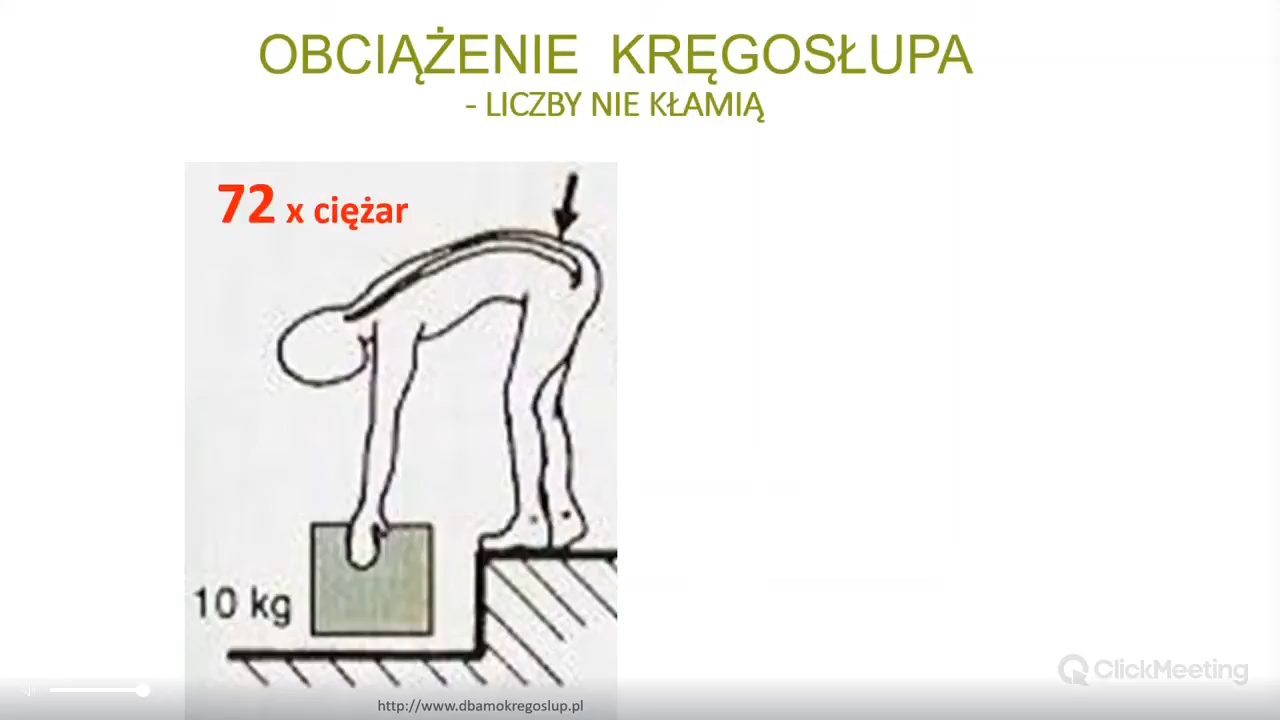 OBCIĄŻENIE KRĘGOSŁUPA
- LICZBY NIE KŁAMIĄ
72 x ciężar
10 kg
ClickMeeting
http://www.dbamokregoslup.pl